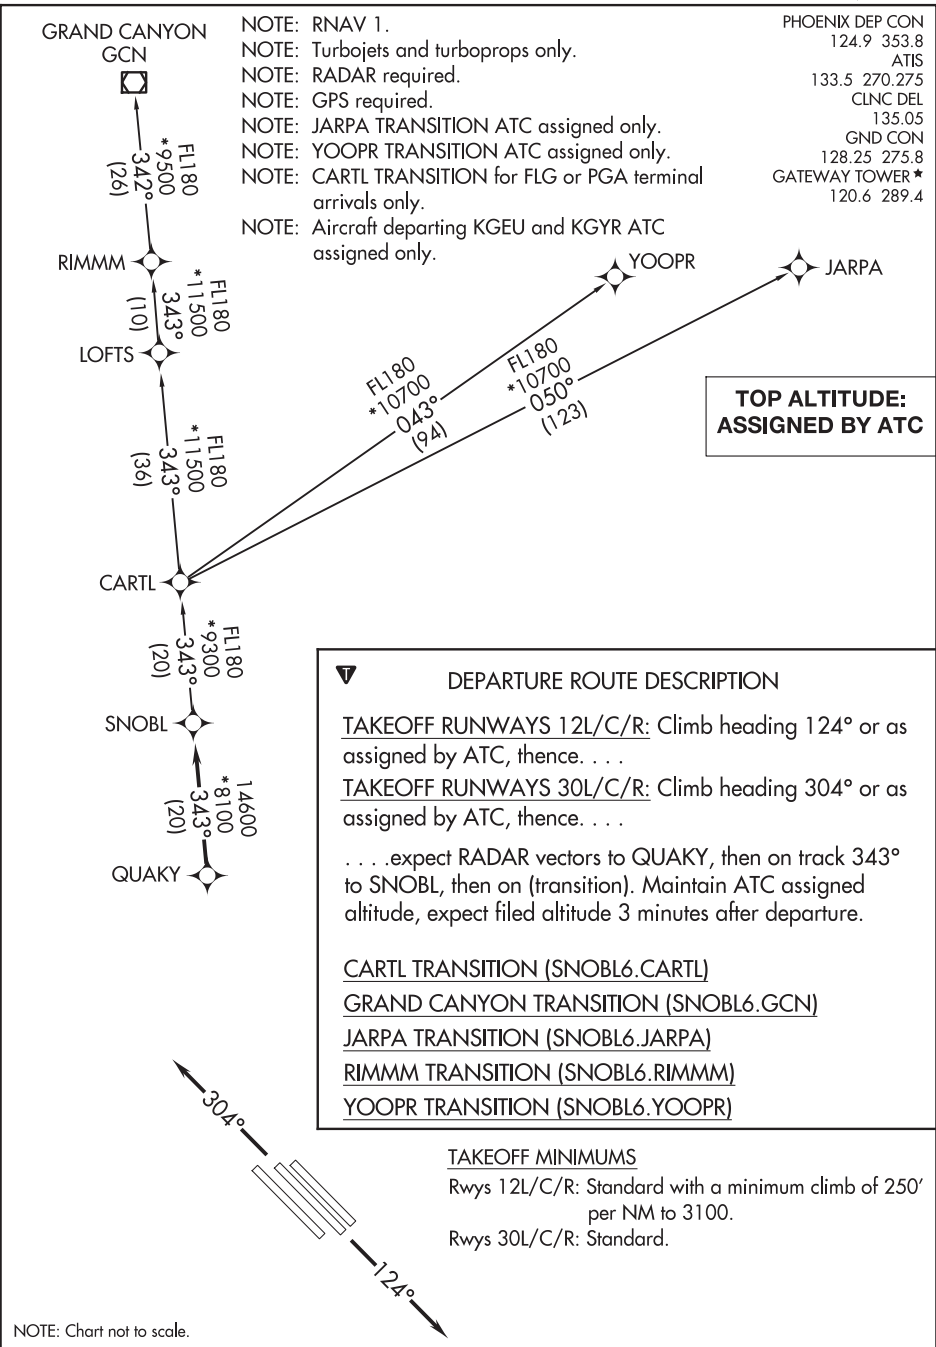 GRAND CANYON
GCN
NOTE: RNAV 1.
NOTE: Turbojets and turboprops only.
NOTE: RADAR required.
NOTE: GPS required.
NOTE: JARPA TRANSITION ATC assigned only.
NOTE: YOOPR TRANSITION ATC assigned only.
NOTE: CARTL TRANSITION for FLG or PGA terminal
arrivals only.
NOTE: Aircraft departing KGEU and KGYR ATC
assigned only.
PHOENIX DEP CON
124.9 353.8
ATIS
133.5 270.275
CLNC DEL
135.05
GND CON
128.25 275.8
GATEWAY TOWER★
120.6 289.4
FL180
*9500
342°
(26)
RIMMM
FL180
*11500
343°
(10)
LOFTS
YOOPR
JARPA
FL180
*10700
043°
(94)
FL180
*10700
050°
(123)
TOP ALTITUDE:
ASSIGNED BY ATC
FL180
*11500
343°
(36)
CARTL
FL180
*9300
343°
(20)
SNOBL
14600
*8100
343°
(20)
QUAKY
T
DEPARTURE ROUTE DESCRIPTION
TAKEOFF RUNWAYS 12L/C/R: Climb heading 124° or as
assigned by ATC, thence. . . .
TAKEOFF RUNWAYS 30L/C/R: Climb heading 304° or as
assigned by ATC, thence. . . .
. . . .expect RADAR vectors to QUAKY, then on track 343°
to SNOBL, then on (transition). Maintain ATC assigned
altitude, expect filed altitude 3 minutes after departure.
CARTL TRANSITION (SNOBL6.CARTL)
GRAND CANYON TRANSITION (SNOBL6.GCN)
JARPA TRANSITION (SNOBL6.JARPA)
RIMMM TRANSITION (SNOBL6.RIMMM)
YOOPR TRANSITION (SNOBL6.YOOPR)
304°
124°
TAKEOFF MINIMUMS
Rwys 12L/C/R: Standard with a minimum climb of 250'
per NM to 3100.
Rwys 30L/C/R: Standard.
NOTE: Chart not to scale.